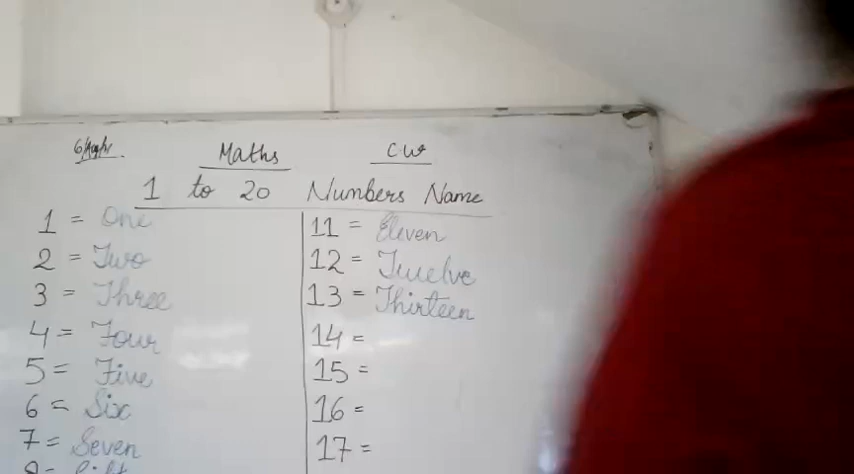 Maths
CW
1 to 20 Numbers Name
1 = One
2 = Two
3 = Three
4 = Four
5 = Five
6 = Six
7 = Seven
11 = Eleven
12 = Twelve
13 = Thirteen
14 =
15 =
16 =
17 =